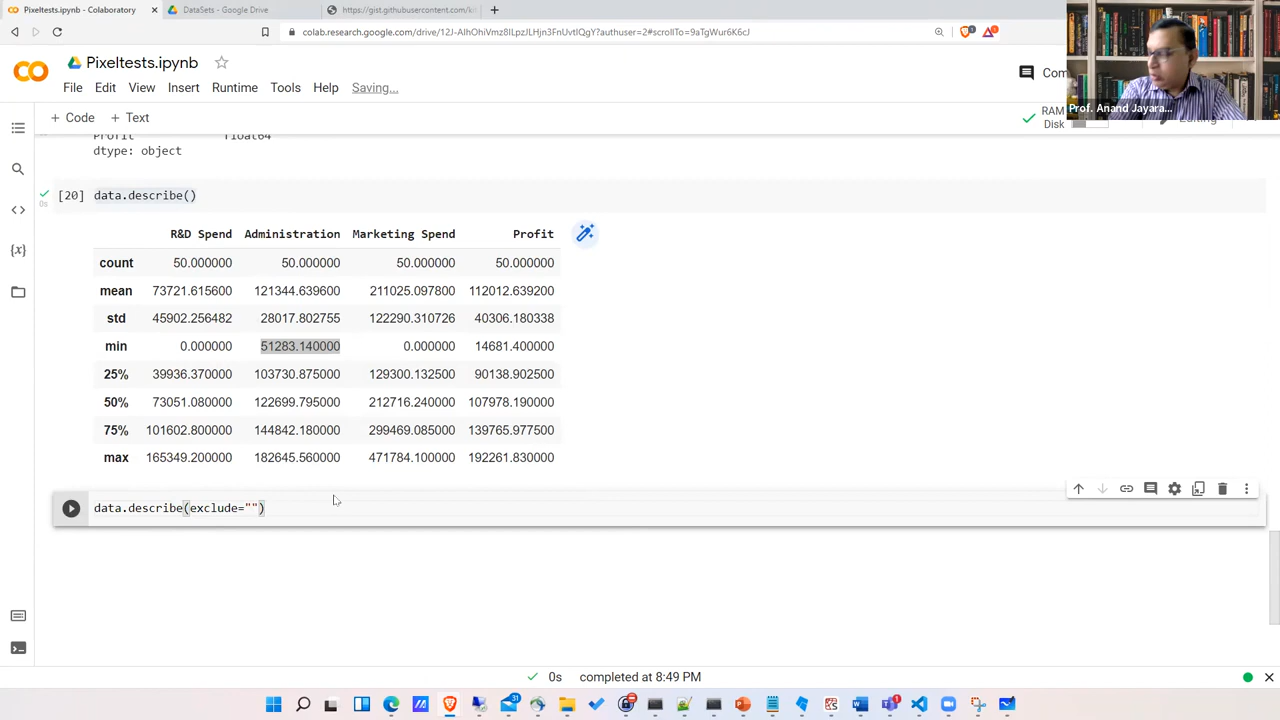 Pixeltests.ipynb - Colaboratory
DataSets - Google Drive
https://gist.githubusercontent.com/k
colab.research.google.com/drive/12J-AlhOhiVmz8ILpzJLHjn3FnUvtIQgY?authuser=2#scrollTo=9aTgWur6K6cJ
Pixeltests.ipynb
File Edit View Insert Runtime Tools Help Saving...
Com
Prof. Anand Jayara...
+ Code + Text
RAM
Disk
Editing
Profit float64
dtype: object
[20] data.describe()
0s
R&D Spend Administration Marketing Spend Profit
count 50.000000 50.000000 50.000000 50.000000
mean 73721.615600 121344.639600 211025.097800 112012.639200
std 45902.256482 28017.802755 122290.310726 40306.180338
min 0.000000 51283.140000 0.000000 14681.400000
25% 39936.370000 103730.875000 129300.132500 90138.902500
50% 73051.080000 122699.795000 212716.240000 107978.190000
75% 101602.800000 144842.180000 299469.085000 139765.977500
max 165349.200000 182645.560000 471784.100000 192261.830000
data.describe(exclude="")
0s completed at 8:49 PM
31